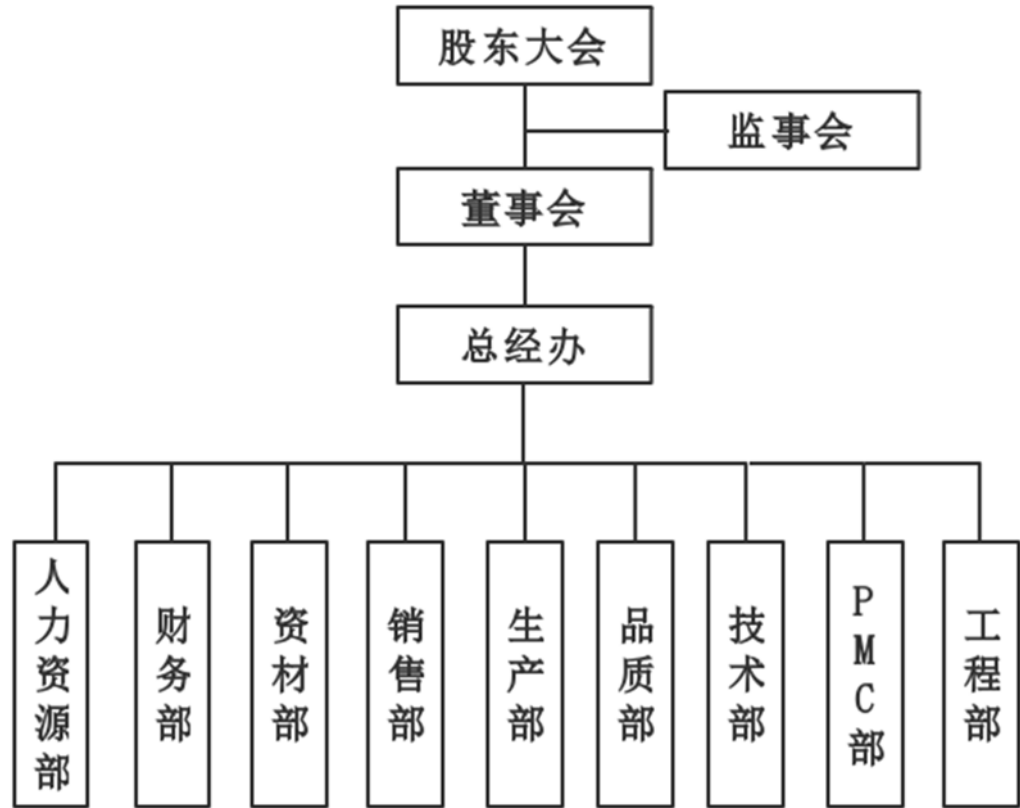 股东大会
监事会
董事会
总经办
人力资源部
财务部
资材部
销售部
生产部
品质部
技术部
PMC部
工程部